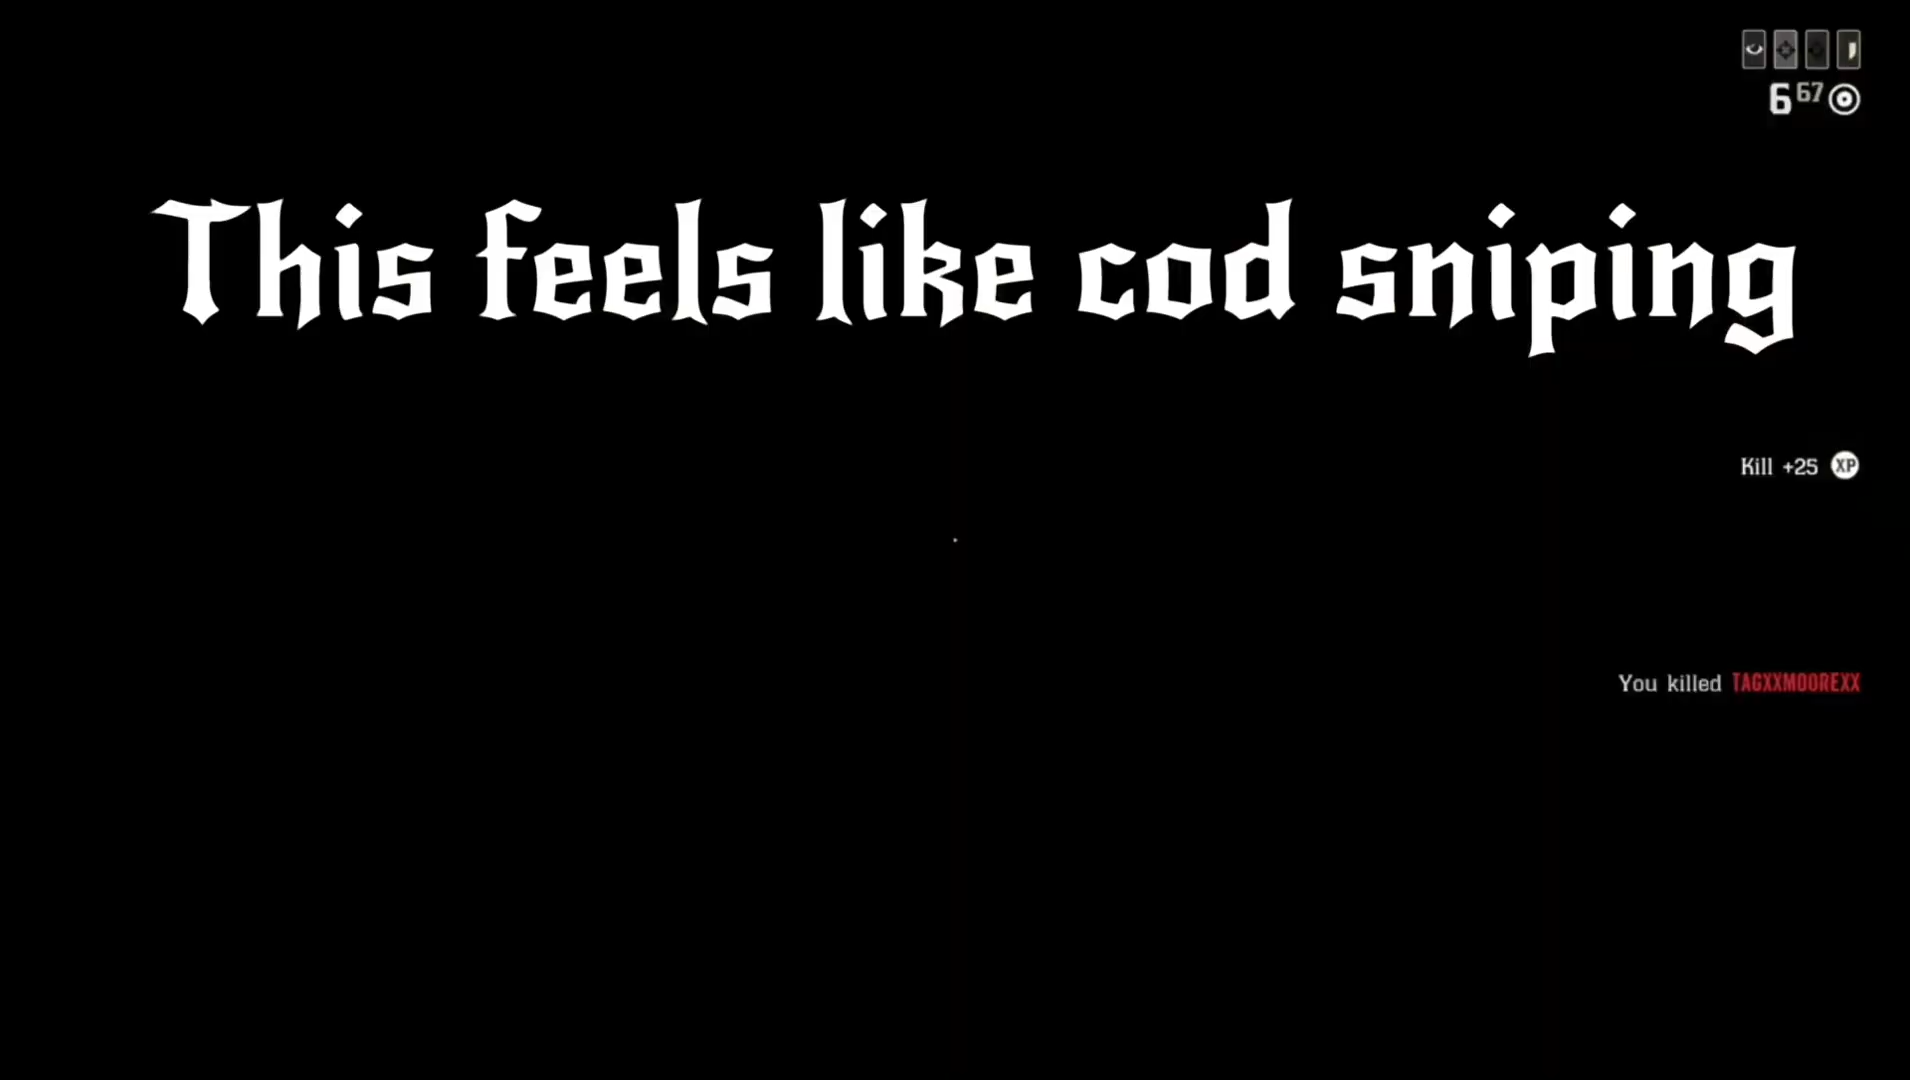 6 67
This feels like cod sniping
Kill +25 XP
You killed TAGXXMOOREXX